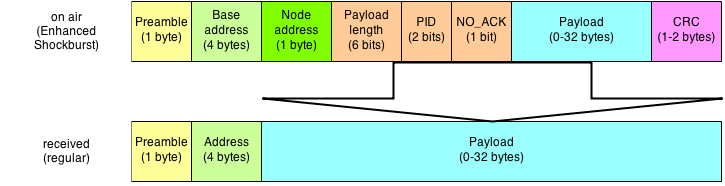 on air
(Enhanced
Shockburst)
Preamble
(1 byte)
Base
address
(4 bytes)
Node
address
(1 byte)
Payload
length
(6 bits)
PID
(2 bits)
NO_ACK
(1 bit)
Payload
(0-32 bytes)
CRC
(1-2 bytes)
received
(regular)
Preamble
(1 byte)
Address
(4 bytes)
Payload
(0-32 bytes)